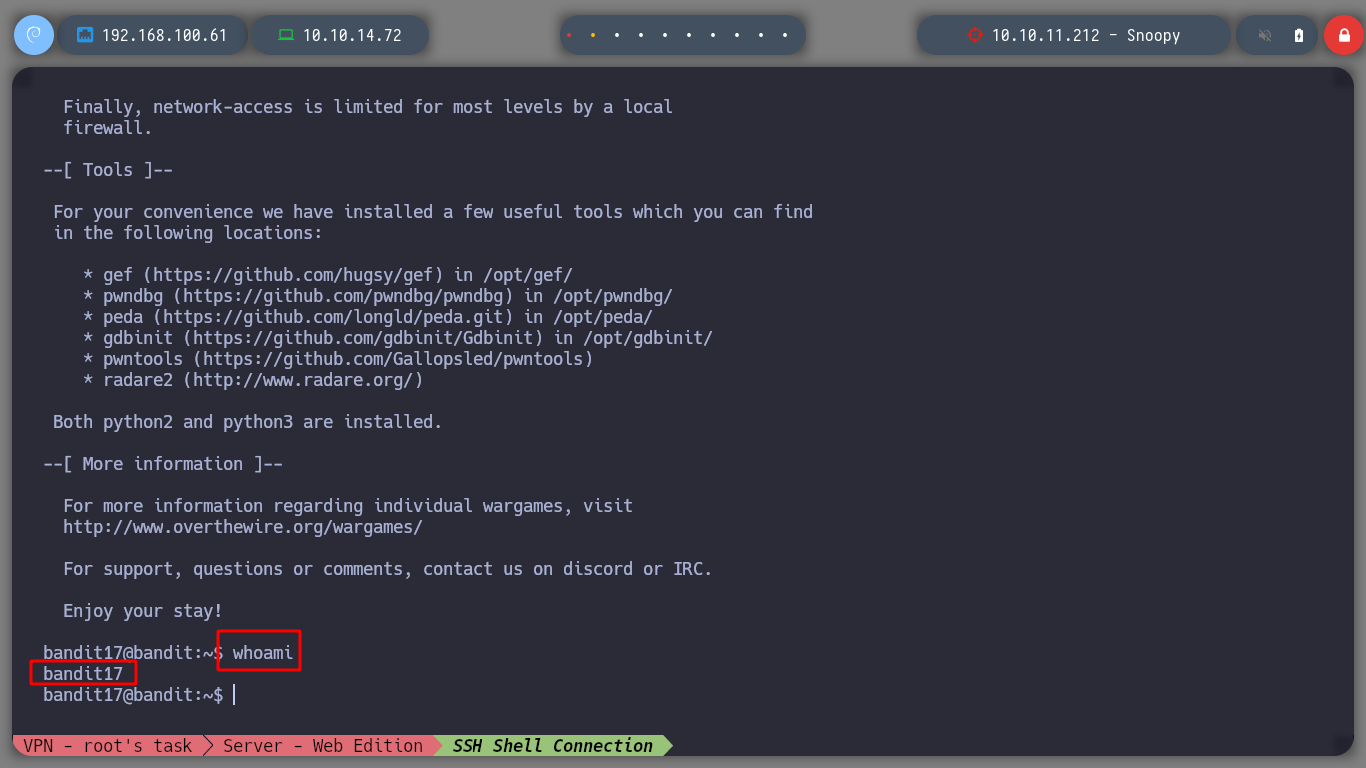 192.168.100.61 10.10.14.72 10.10.11.212 - Snoopy
Finally, network-access is limited for most levels by a local
firewall.
--[ Tools ]--
For your convenience we have installed a few useful tools which you can find
in the following locations:
* gef (https://github.com/hugsy/gef) in /opt/gef/
* pwndbg (https://github.com/pwndbg/pwndbg) in /opt/pwndbg/
* peda (https://github.com/longld/peda.git) in /opt/peda/
* gdbinit (https://github.com/gdbinit/Gdbinit) in /opt/gdbinit/
* pwntools (https://github.com/Gallopsled/pwntools)
* radare2 (http://www.radare.org/)
Both python2 and python3 are installed.
--[ More information ]--
For more information regarding individual wargames, visit
http://www.overthewire.org/wargames/
For support, questions or comments, contact us on discord or IRC.
Enjoy your stay!
bandit17@bandit:~$ whoami
bandit17
bandit17@bandit:~$
VPN - root's task Server - Web Edition SSH Shell Connection